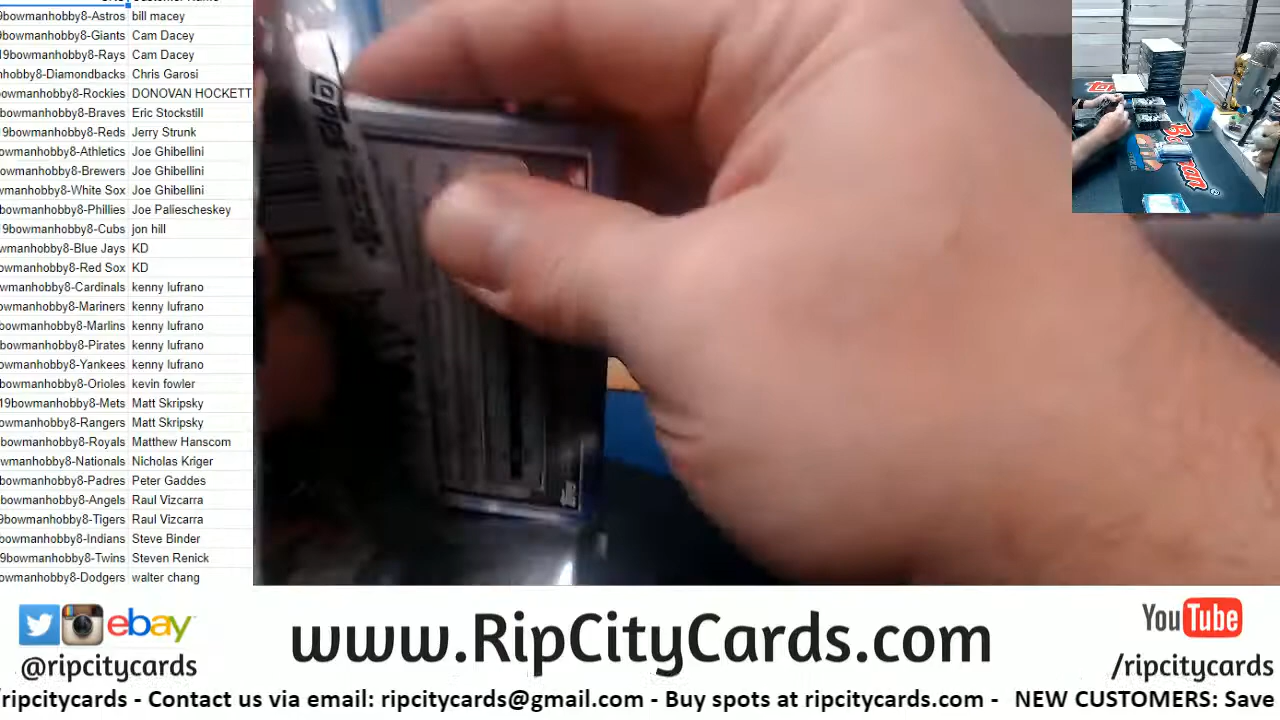 9bowmanhobby8-Astros bill macey
9bowmanhobby8-Giants Cam Dacey
19bowmanhobby8-Rays Cam Dacey
nhobby8-Diamondbacks Chris Garosi
bowmanhobby8-Rockies DONOVAN HOCKETT
bowmanhobby8-Braves Eric Stockstill
19bowmanhobby8-Reds Jerry Strunk
owmanhobby8-Athletics Joe Ghibellini
owmanhobby8-Brewers Joe Ghibellini
wmanhobby8-White Sox Joe Ghibellini
bowmanhobby8-Phillies Joe Paliescheskey
9bowmanhobby8-Cubs jon hill
owmanhobby8-Blue Jays KD
owmanhobby8-Red Sox KD
wmanhobby8-Cardinals kenny lufrano
owmanhobby8-Mariners kenny lufrano
bowmanhobby8-Marlins kenny lufrano
bowmanhobby8-Pirates kenny lufrano
owmanhobby8-Yankees kenny lufrano
bowmanhobby8-Orioles kevin fowler
19bowmanhobby8-Mets Matt Skripsky
owmanhobby8-Rangers Matt Skripsky
bowmanhobby8-Royals Matthew Hanscom
wmanhobby8-Nationals Nicholas Kriger
bowmanhobby8-Padres Peter Gaddes
bowmanhobby8-Angels Raul Vizcarra
9bowmanhobby8-Tigers Raul Vizcarra
bowmanhobby8-Indians Steve Binder
9bowmanhobby8-Twins Steven Renick
owmanhobby8-Dodgers walter chang
ebay
@ripcitycards
www.RipCityCards.com
YouTube
/ripcitycards
/ripcitycards - Contact us via email: ripcitycards@gmail.com - Buy spots at ripcitycards.com - NEW CUSTOMERS: Save